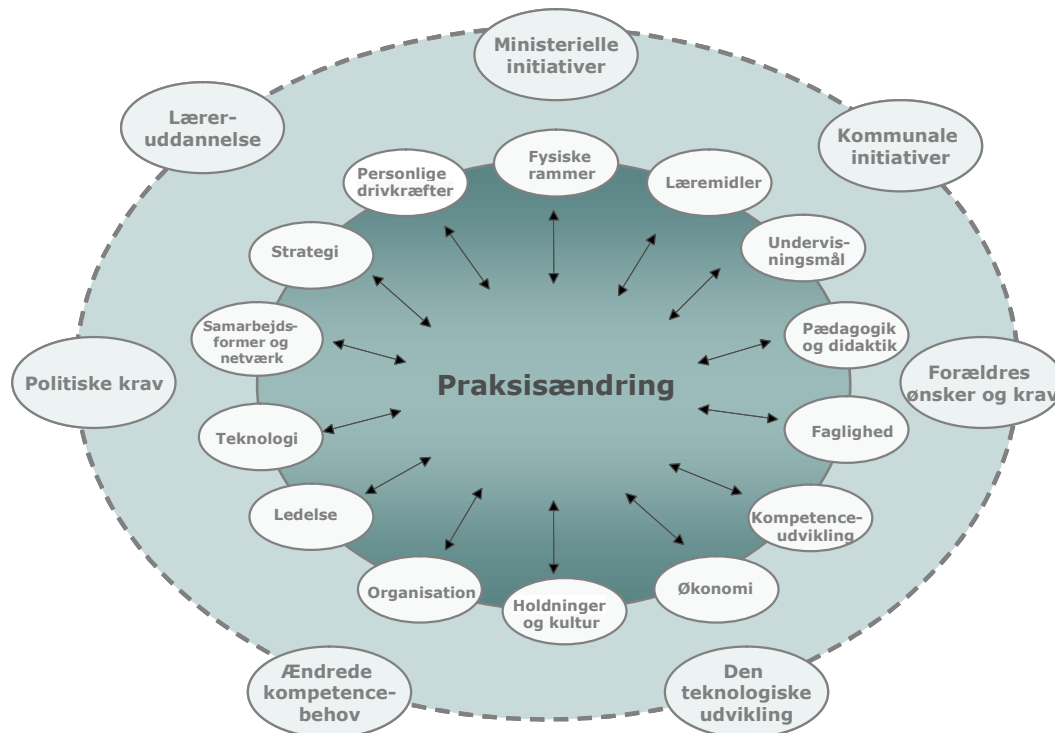 Ministerielle
initiativer
Lærer-
uddannelse
Kommunale
initiativer
Fysiske
rammer
Personlige
drivkræfter
Læremidler
Strategi
Undervis-
ningsmål
Samarbejds-
former og
netværk
Pædagogik
og didaktik
Politiske krav
Praksisændring
Forældres
ønsker og krav
Teknologi
Faglighed
Ledelse
Kompetence-
udvikling
Organisation
Holdninger
og kultur
Økonomi
Ændrede
kompetence-
behov
Den
teknologiske
udvikling